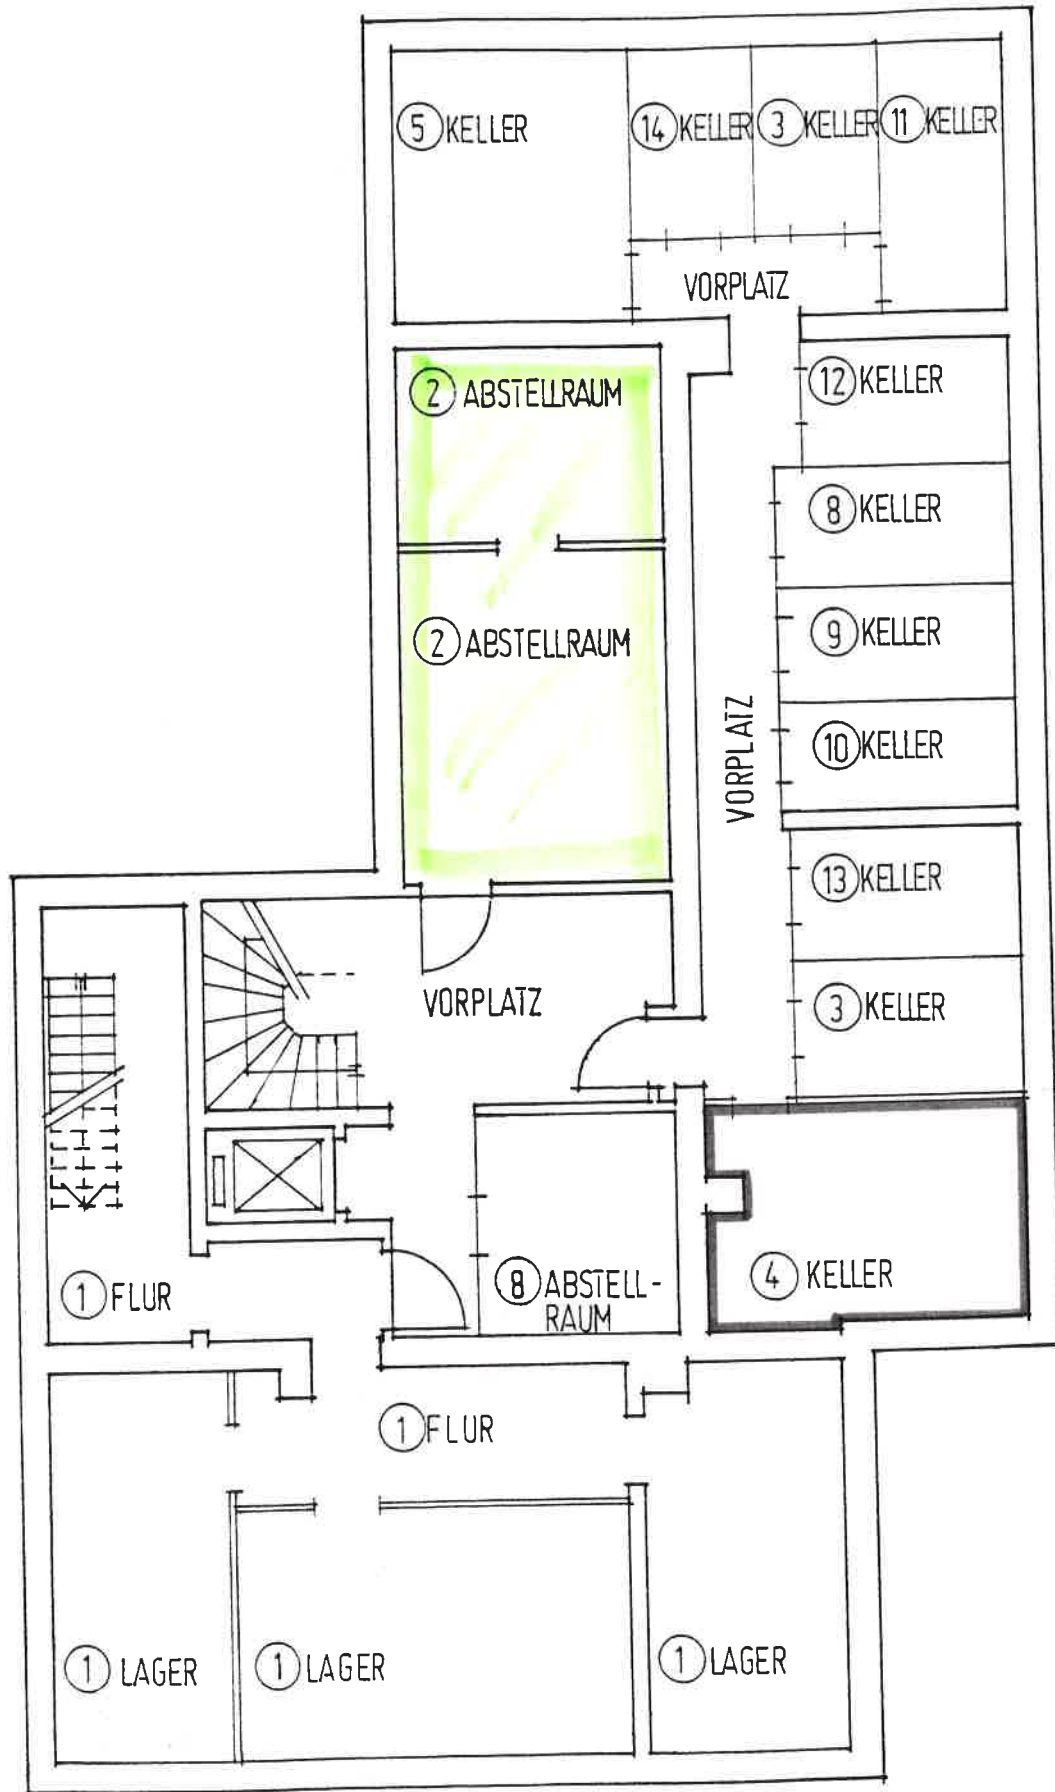 5 KELLER
14 KELLER
3 KELLER
11 KELLER
VORPLATZ
2 ABSTELLRAUM
12 KELLER
8 KELLER
2 ABSTELLRAUM
9 KELLER
VORPLATZ
10 KELLER
13 KELLER
VORPLATZ
3 KELLER
1 FLUR
8 ABSTELL-
RAUM
4 KELLER
1 FLUR
1 LAGER
1 LAGER
1 LAGER